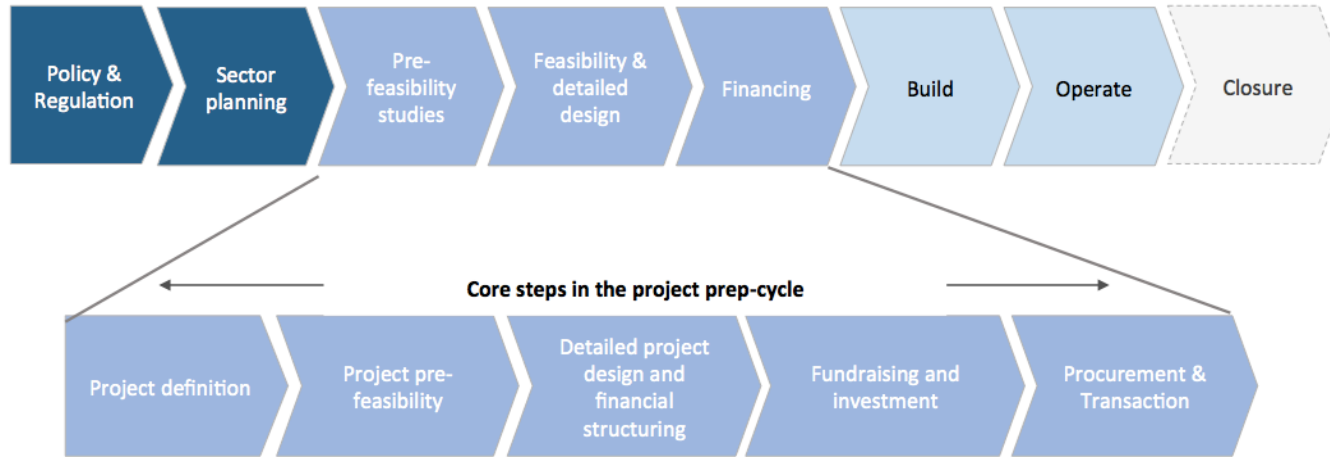 Policy &
Regulation
Sector
planning
Pre-
feasibility
studies
Feasibility &
detailed
design
Financing
Build
Operate
Closure
Core steps in the project prep-cycle
Project definition
Project pre-
feasibility
Detailed project
design and
financial
structuring
Fundraising and
investment
Procurement &
Transaction